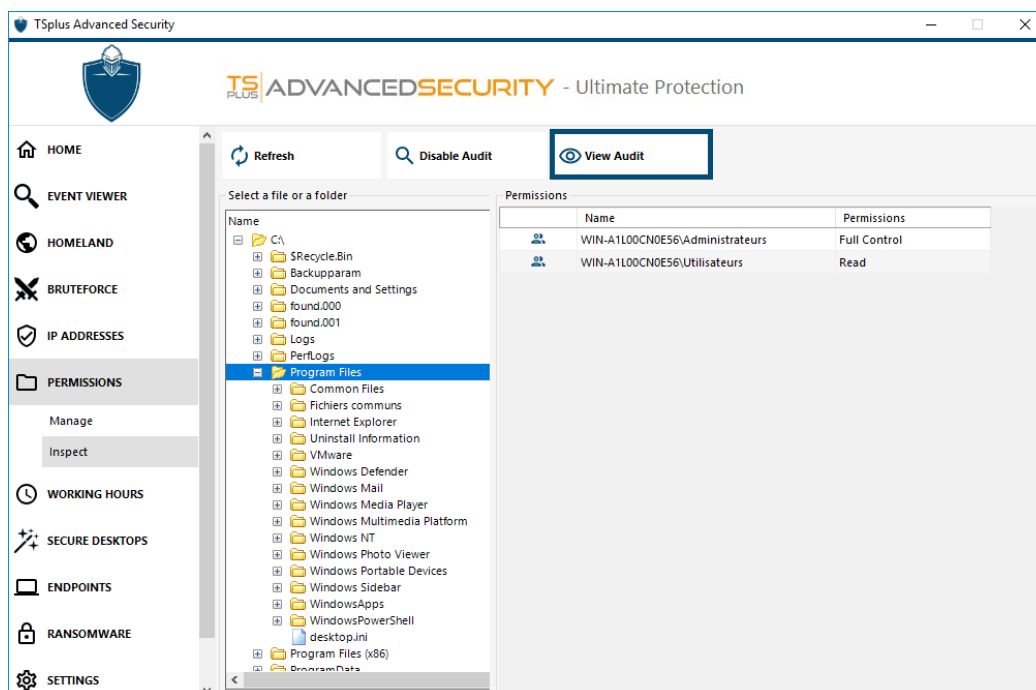 TSplus Advanced Security
TS PLUS ADVANCEDSECURITY - Ultimate Protection
HOME
EVENT VIEWER
HOMELAND
BRUTEFORCE
IP ADDRESSES
PERMISSIONS
Manage
Inspect
WORKING HOURS
SECURE DESKTOPS
ENDPOINTS
RANSOMWARE
SETTINGS
Refresh
Disable Audit
View Audit
Select a file or a folder
Name
C:\
$Recycle.Bin
Backupparam
Documents and Settings
found.000
found.001
Logs
PerfLogs
Program Files
Common Files
Fichiers communs
Internet Explorer
Uninstall Information
VMware
Windows Defender
Windows Mail
Windows Media Player
Windows Multimedia Platform
Windows NT
Windows Photo Viewer
Windows Portable Devices
Windows Sidebar
WindowsApps
WindowsPowerShell
desktop.ini
Program Files (x86)
ProgramData
Permissions
Name Permissions
WIN-A1L00CN0E56\Administrateurs Full Control
WIN-A1L00CN0E56\Utilisateurs Read